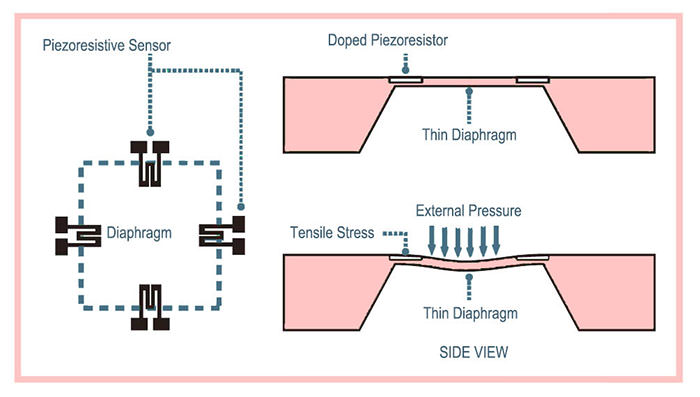 Piezoresistive Sensor
Diaphragm
Doped Piezoresistor
Thin Diaphragm
External Pressure
Tensile Stress
Thin Diaphragm
SIDE VIEW